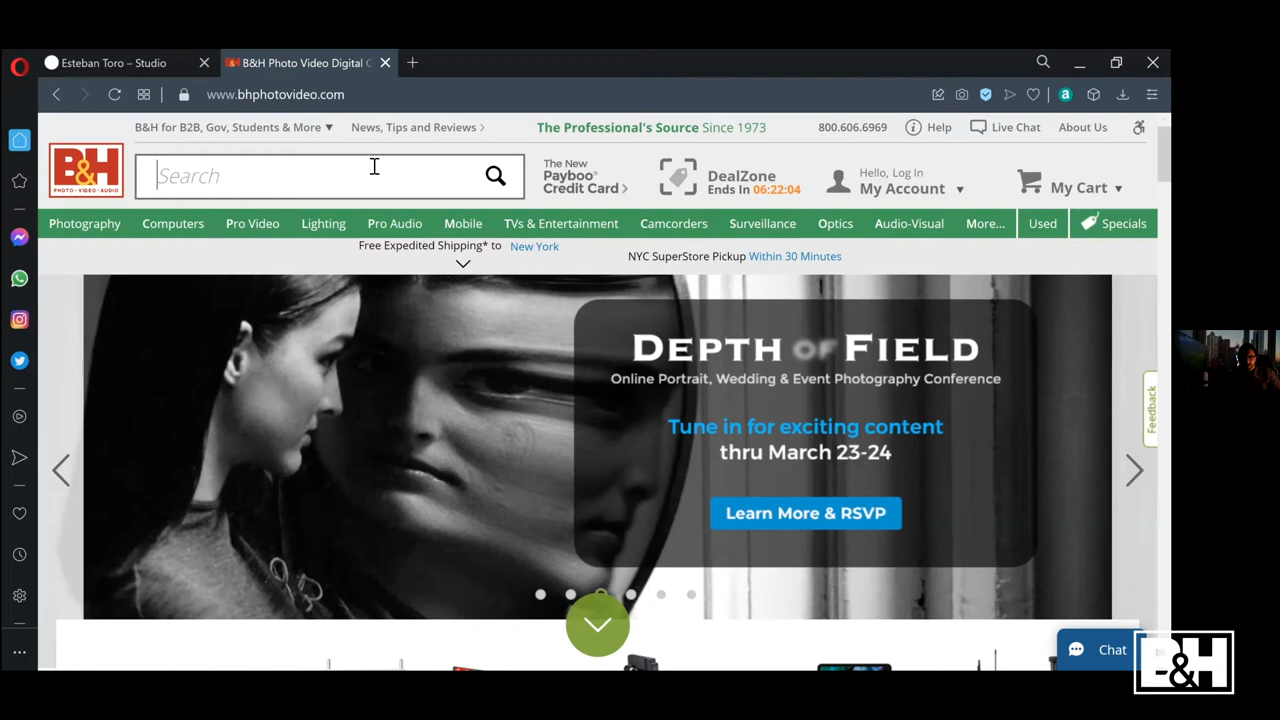 Esteban Toro – Studio
B&H Photo Video Digital C
www.bhphotovideo.com
B&H for B2B, Gov, Students & More ▼
News, Tips and Reviews >
The Professional's Source Since 1973
800.606.6969
Help
Live Chat
About Us
B&H
PHOTO · VIDEO · AUDIO
Search
The New
Payboo®
Credit Card >
DealZone
Ends In 06:22:04
Hello, Log In
My Account ▼
My Cart ▼
Photography
Computers
Pro Video
Lighting
Pro Audio
Mobile
TVs & Entertainment
Camcorders
Surveillance
Optics
Audio-Visual
More...
Used
Specials
Free Expedited Shipping* to New York
NYC SuperStore Pickup Within 30 Minutes
DEPTH OF FIELD
Online Portrait, Wedding & Event Photography Conference
Tune in for exciting content
thru March 23-24
Learn More & RSVP
Feedback
Chat
B&H